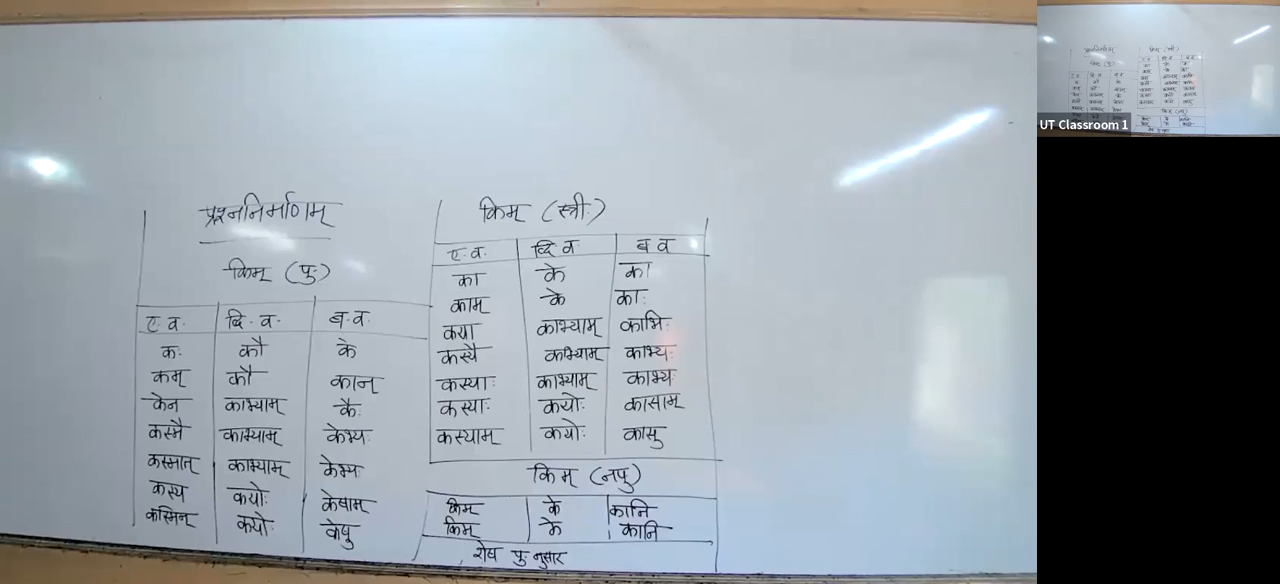 प्रश्ननिर्माणम्
किम् (पु.)
ए. व. द्वि. व. ब. व.
कः कौ के
कम् कौ कान्
केन काभ्याम् कैः
कस्मै काभ्याम् केभ्यः
कस्मात् काभ्याम् केभ्यः
कस्य कयोः केषाम्
कस्मिन् कयोः केषु
किम् (स्त्री.)
ए. व. द्वि व ब व
का के का
काम् के काः
कया काभ्याम् काभिः
कस्यै काभ्याम् काभ्यः
कस्याः काभ्याम् काभ्यः
कस्याः कयोः कासाम्
कस्याम् कयोः कासु
किम् (नपु)
किम् के कानि
किम् के कानि
शेष पु. नुसार
UT Classroom 1